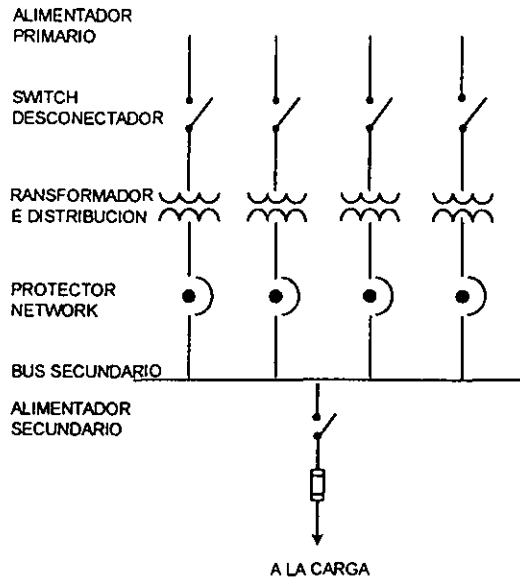 ALIMENTADOR
PRIMARIO
SWITCH
DESCONECTADOR
RANSFORMADOR
E DISTRIBUCION
PROTECTOR
NETWORK
BUS SECUNDARIO
ALIMENTADOR
SECUNDARIO
A LA CARGA